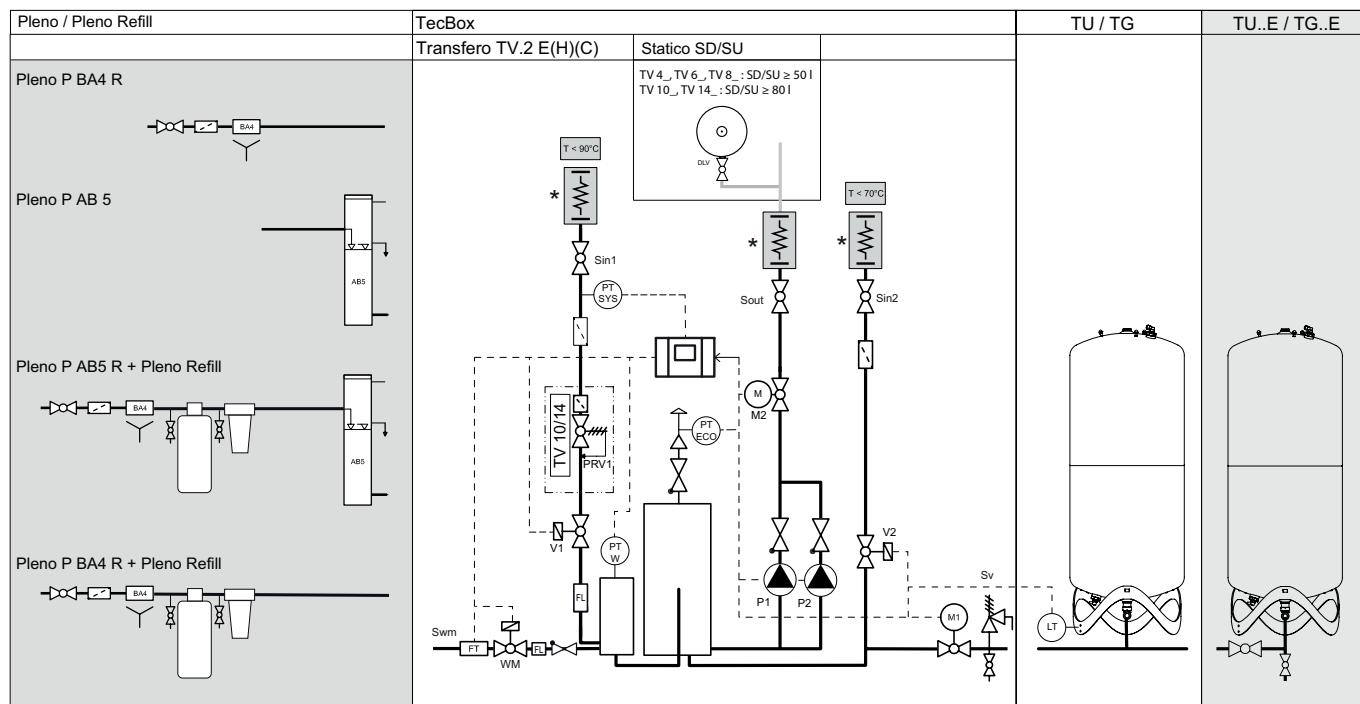 Pleno / Pleno Refill
TecBox
TU / TG
TU..E / TG..E
Transfero TV.2 E(H)(C)
Statico SD/SU
Pleno P BA4 R
BA4
Pleno P AB 5
AB5
Pleno P AB5 R + Pleno Refill
BA4
AB5
Pleno P BA4 R + Pleno Refill
BA4
TV 4_, TV 6_, TV 8_ : SD/SU ≥ 50 l
TV 10_, TV 14_ : SD/SU ≥ 80 l
DLV
T < 90°C
T < 70°C
*
*
*
Sin1
PT
SYS
Sout
Sin2
M
M2
PT
ECO
TV 10/14
PRV1
V1
PT
W
V2
FL
P1
P2
Sv
M1
LT
Swm
FT
WM
FL